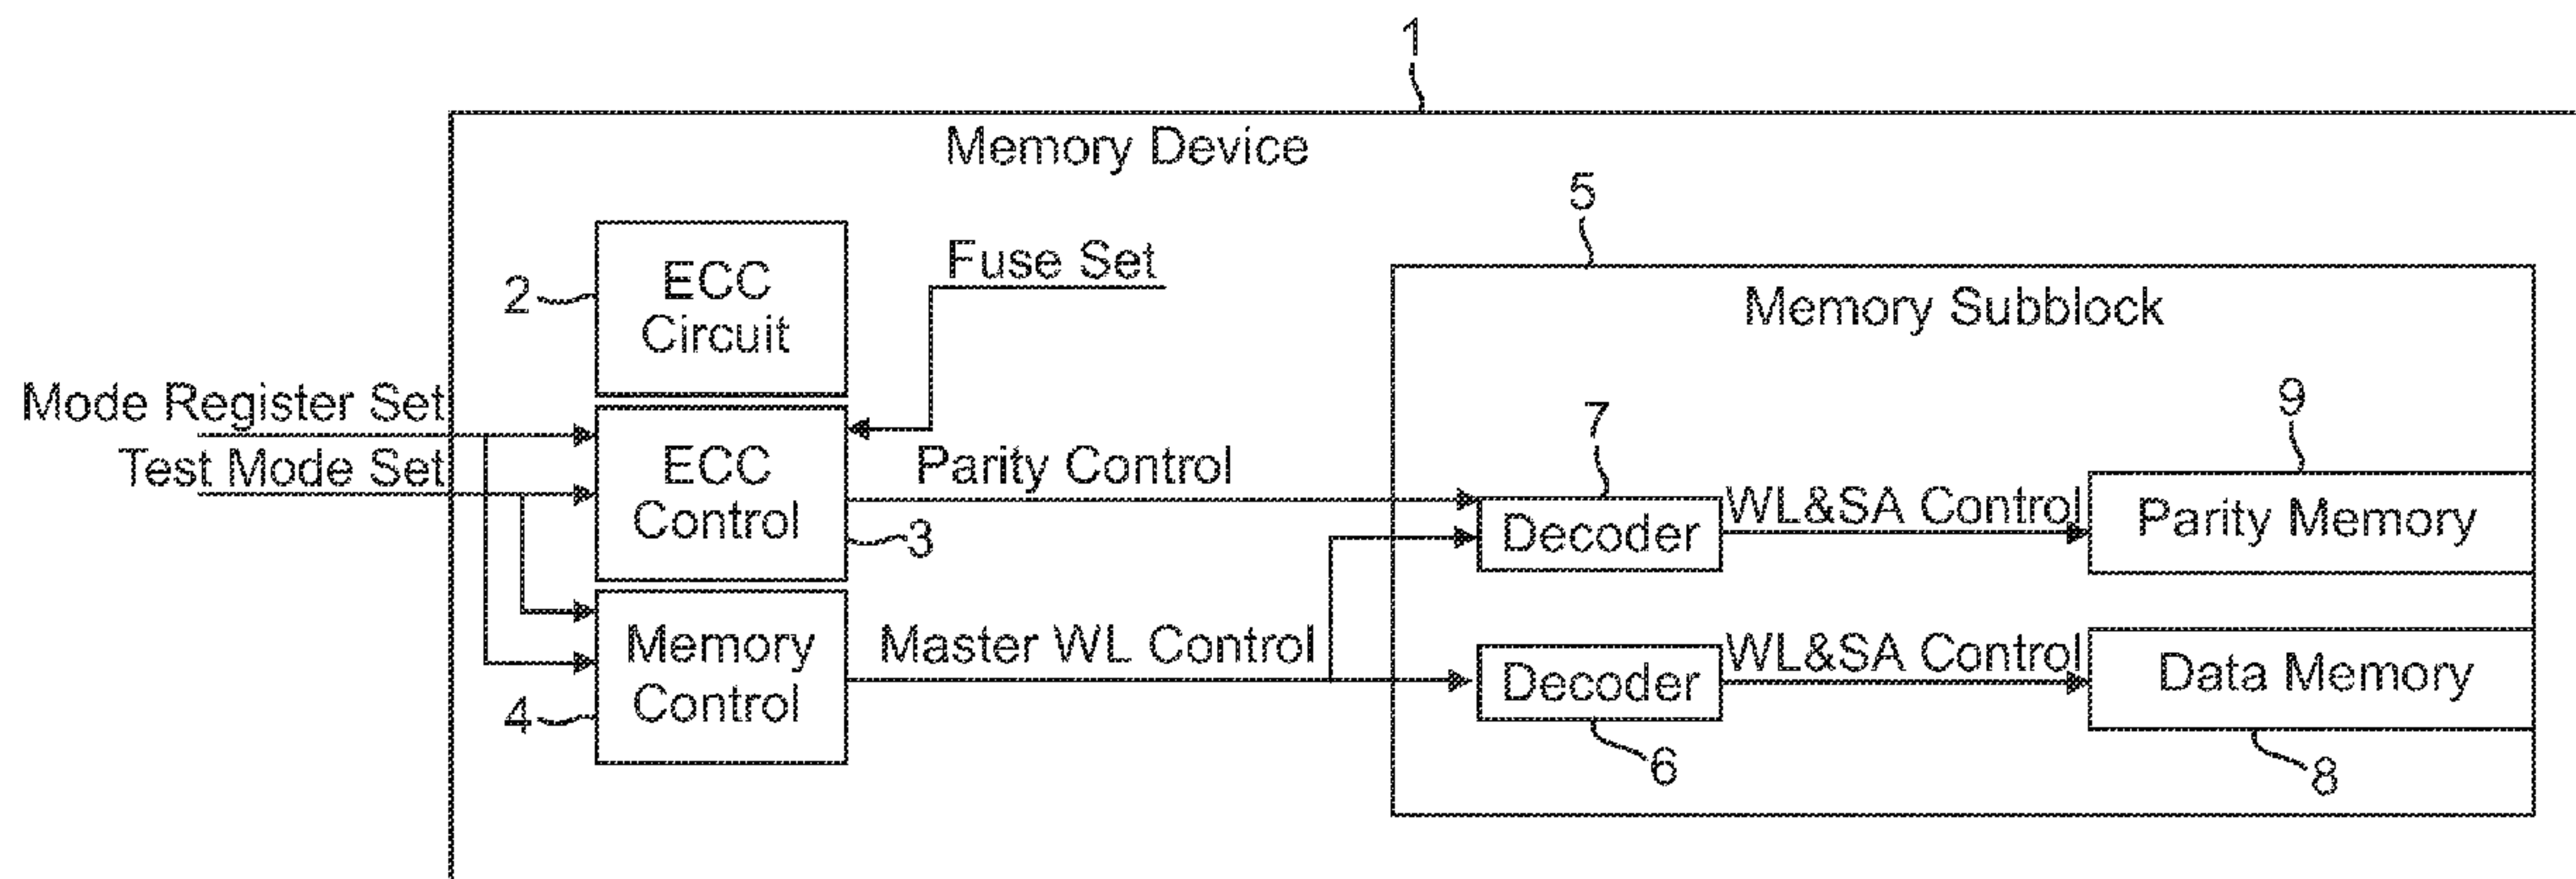 1
Memory Device
5
Fuse Set
ECC
Circuit
2
Memory Subblock
Mode Register Set
Test Mode Set
ECC
Control
3
Parity Control
7
Decoder
WL&SA Control
9
Parity Memory
Memory
Control
4
Master WL Control
Decoder
6
WL&SA Control
Data Memory
8